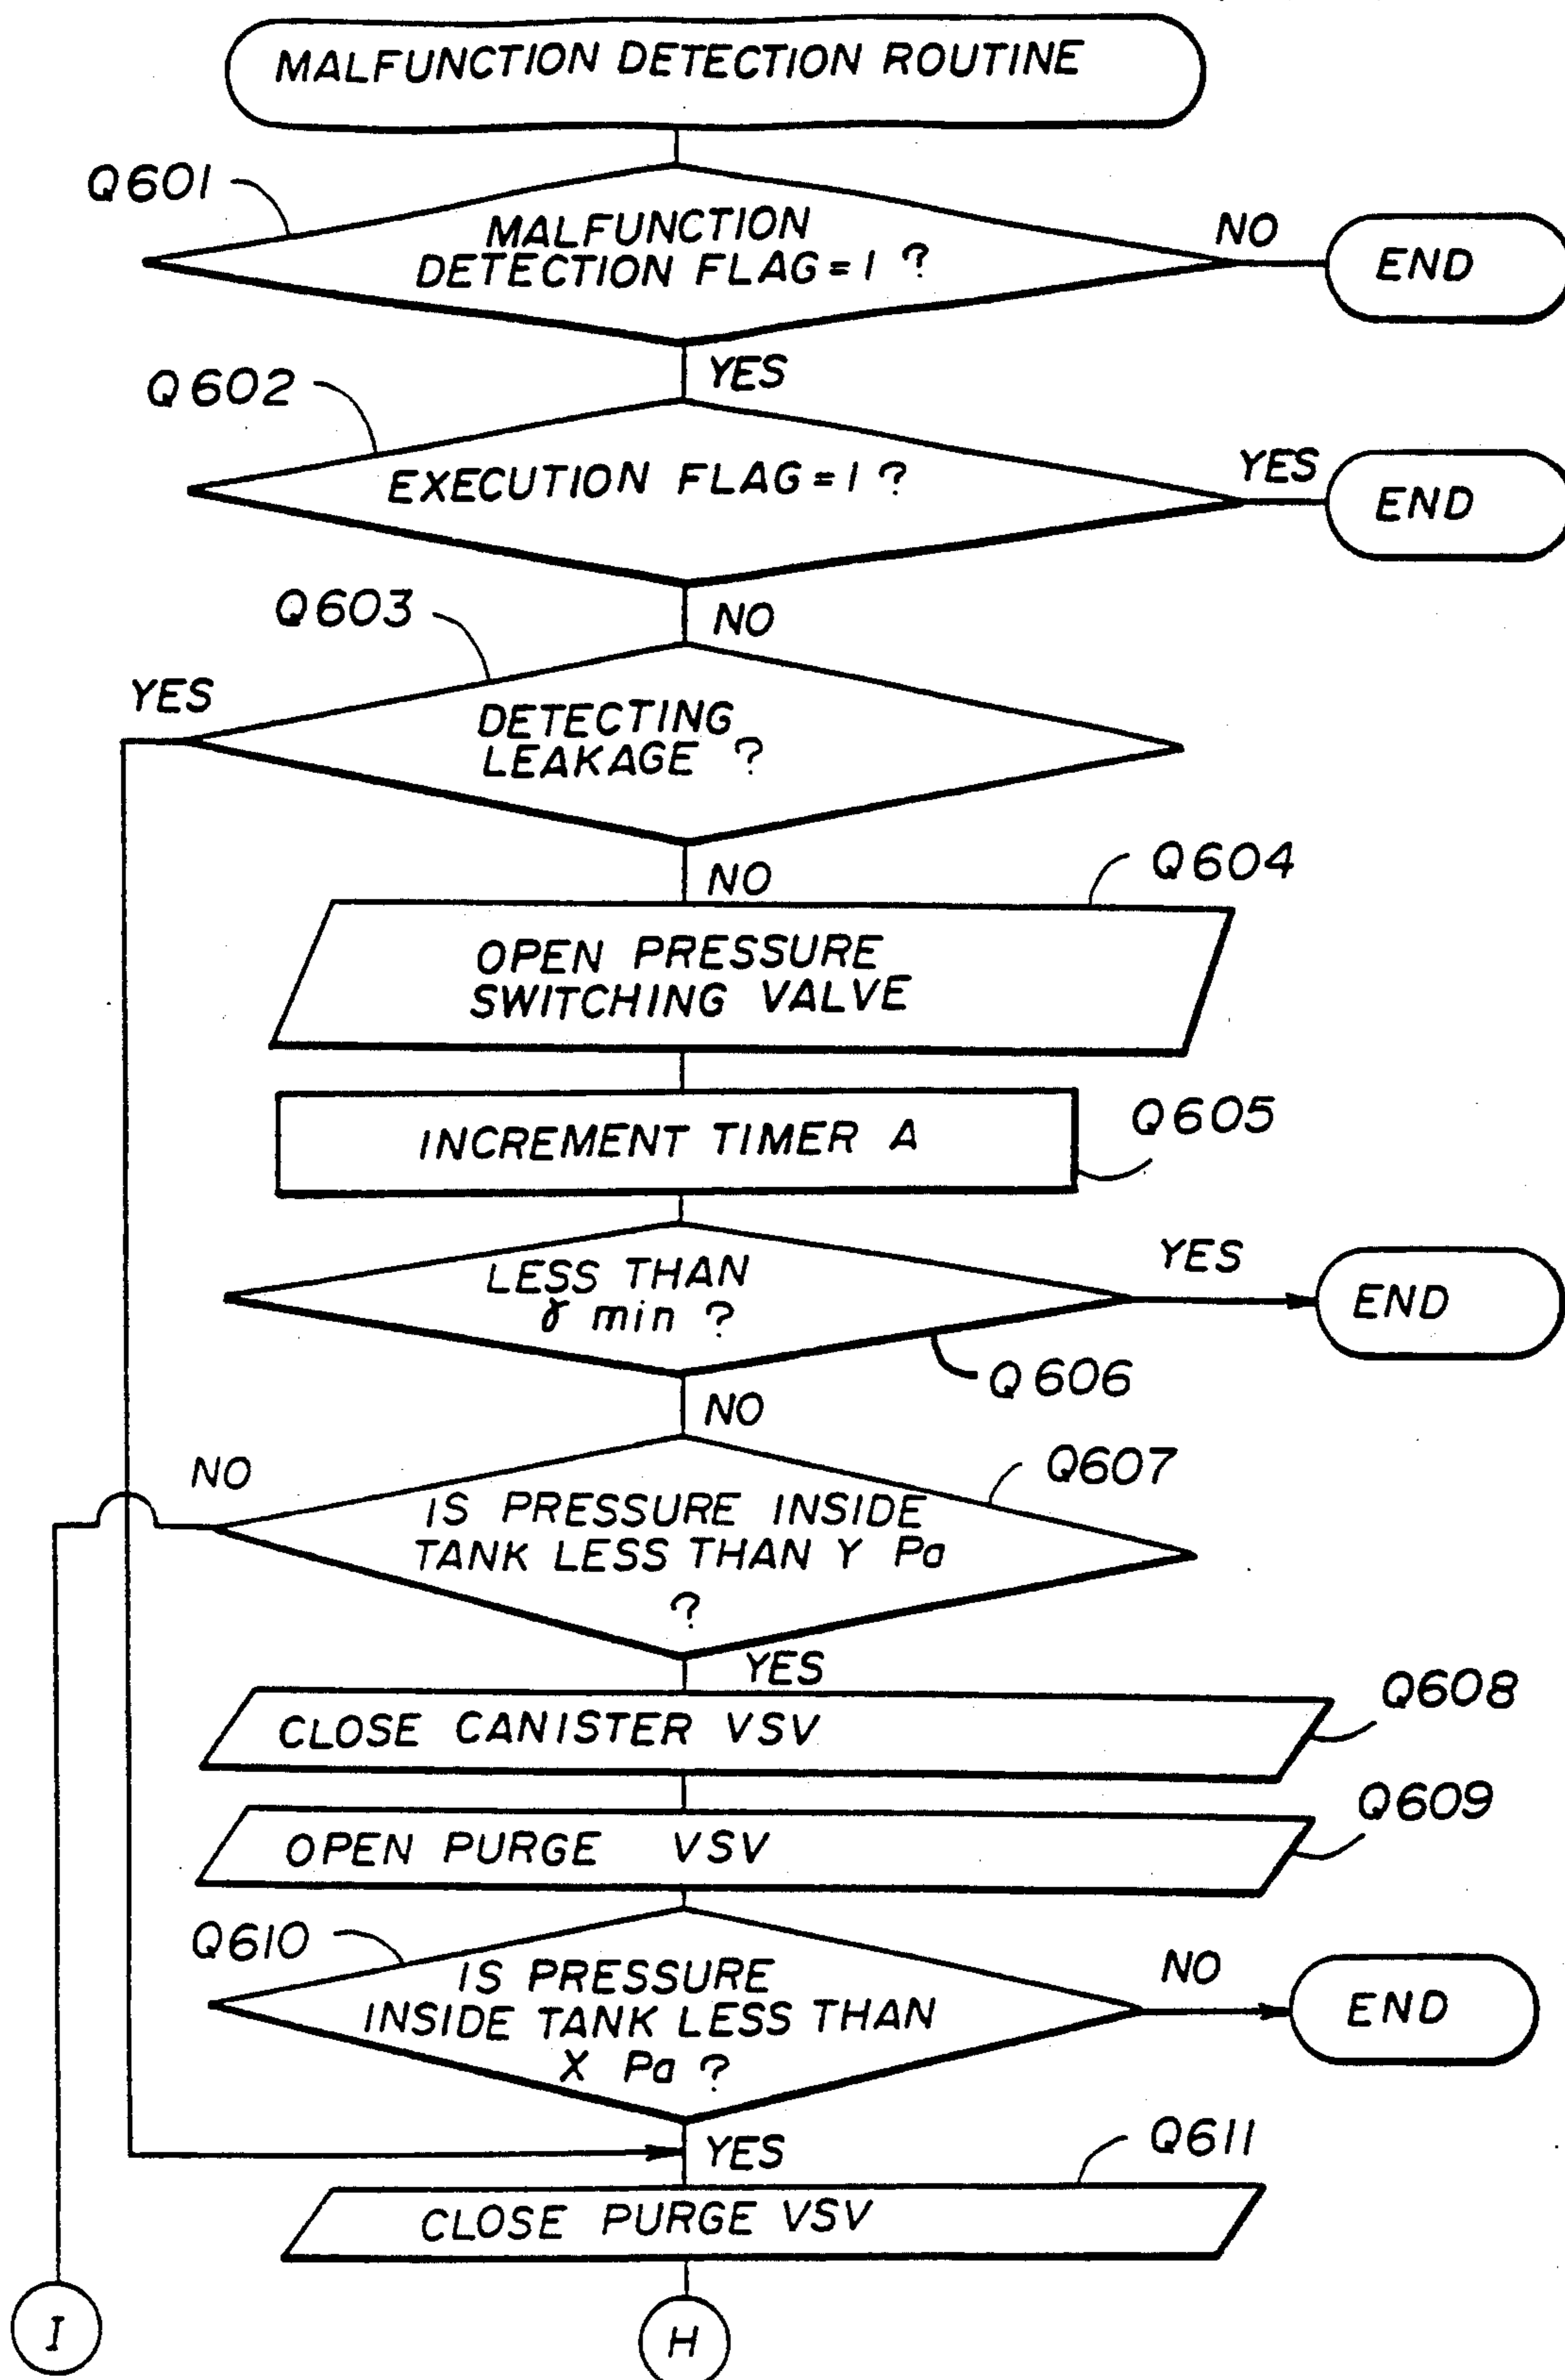 MALFUNCTION DETECTION ROUTINE
Q601
MALFUNCTION
DETECTION FLAG=1 ?
NO
END
YES
Q602
EXECUTION FLAG=1 ?
YES
END
NO
Q603
YES
DETECTING
LEAKAGE ?
NO
Q604
OPEN PRESSURE
SWITCHING VALVE
INCREMENT TIMER A
Q605
LESS THAN
γ min ?
YES
END
Q606
NO
NO
Q607
IS PRESSURE INSIDE
TANK LESS THAN Y Pa
?
YES
CLOSE CANISTER VSV
Q608
OPEN PURGE VSV
Q609
Q610
IS PRESSURE
INSIDE TANK LESS THAN
X Pa ?
NO
END
YES
Q611
CLOSE PURGE VSV
I
H